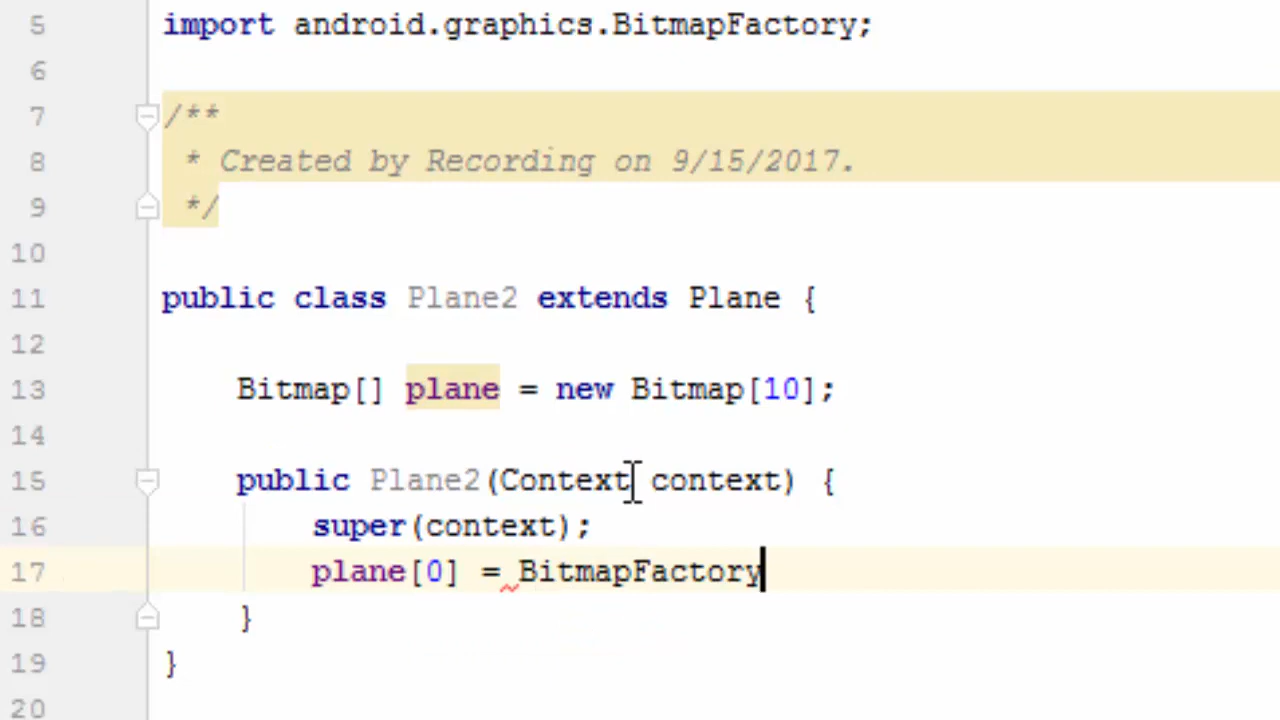 5 import android.graphics.BitmapFactory;
6
7 /**
8  * Created by Recording on 9/15/2017.
9  */
10
11 public class Plane2 extends Plane {
12
13     Bitmap[] plane = new Bitmap[10];
14
15     public Plane2(Context context) {
16         super(context);
17         plane[0] = BitmapFactory
18     }
19 }
20